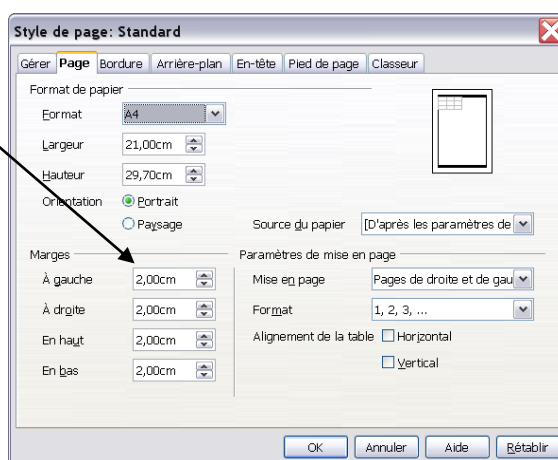 Style de page: Standard
Gérer Page Bordure Arrière-plan En-tête Pied de page Classeur
Format de papier
Format A4
Largeur 21,00cm
Hauteur 29,70cm
Orientation Portrait
Paysage Source du papier [D'après les paramètres de
Marges Paramètres de mise en page
À gauche 2,00cm Mise en page Pages de droite et de gau
À droite 2,00cm Format 1, 2, 3, ...
En haut 2,00cm Alignement de la table Horizontal
Vertical
En bas 2,00cm
OK Annuler Aide Rétablir